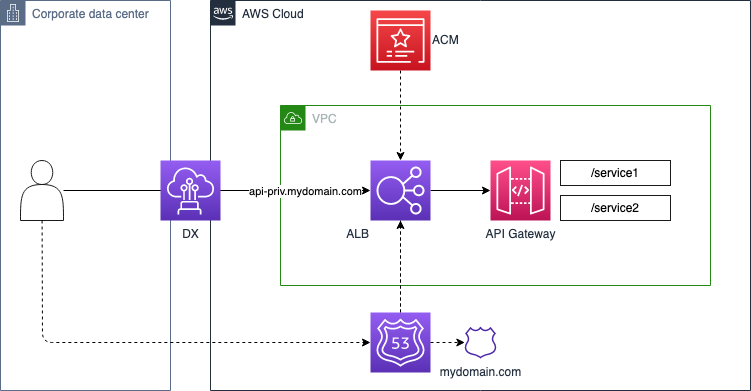 Corporate data center
aws
AWS Cloud
ACM
VPC
api-priv.mydomain.com
/service1
/service2
DX
ALB
API Gateway
53
mydomain.com